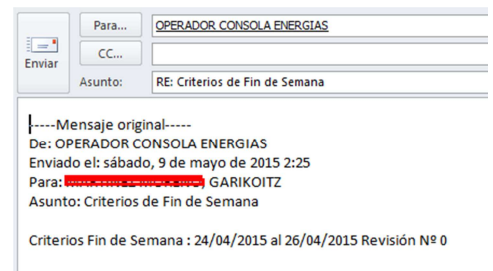 Para...
OPERADOR CONSOLA ENERGIAS
Enviar
CC...
Asunto:
RE: Criterios de Fin de Semana
-----Mensaje original-----
De: OPERADOR CONSOLA ENERGIAS
Enviado el: sábado, 9 de mayo de 2015 2:25
Para: GARIKOITZ
Asunto: Criterios de Fin de Semana
Criterios Fin de Semana : 24/04/2015 al 26/04/2015 Revisión Nº 0